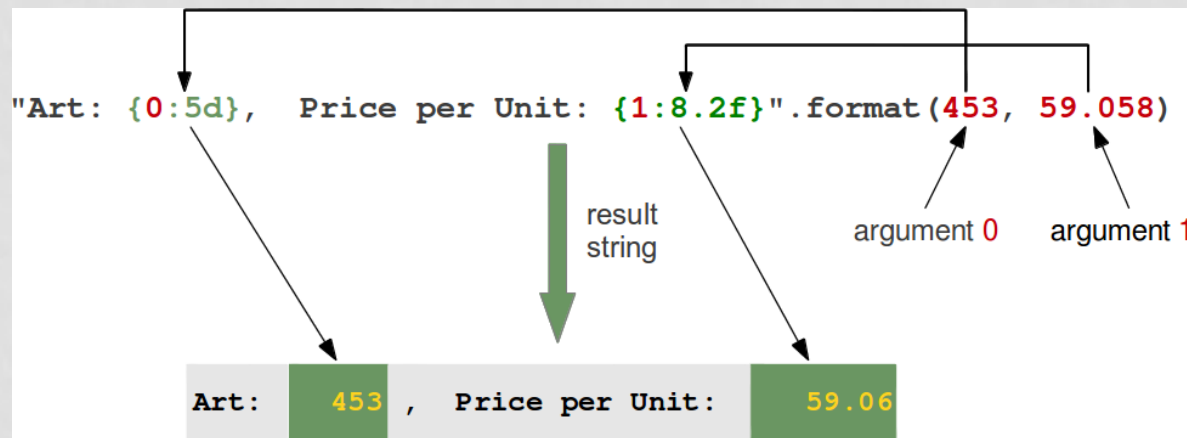 "Art: {0:5d}, Price per Unit: {1:8.2f}".format(453, 59.058)
result
string
argument 0 argument 1
Art: 453 , Price per Unit: 59.06